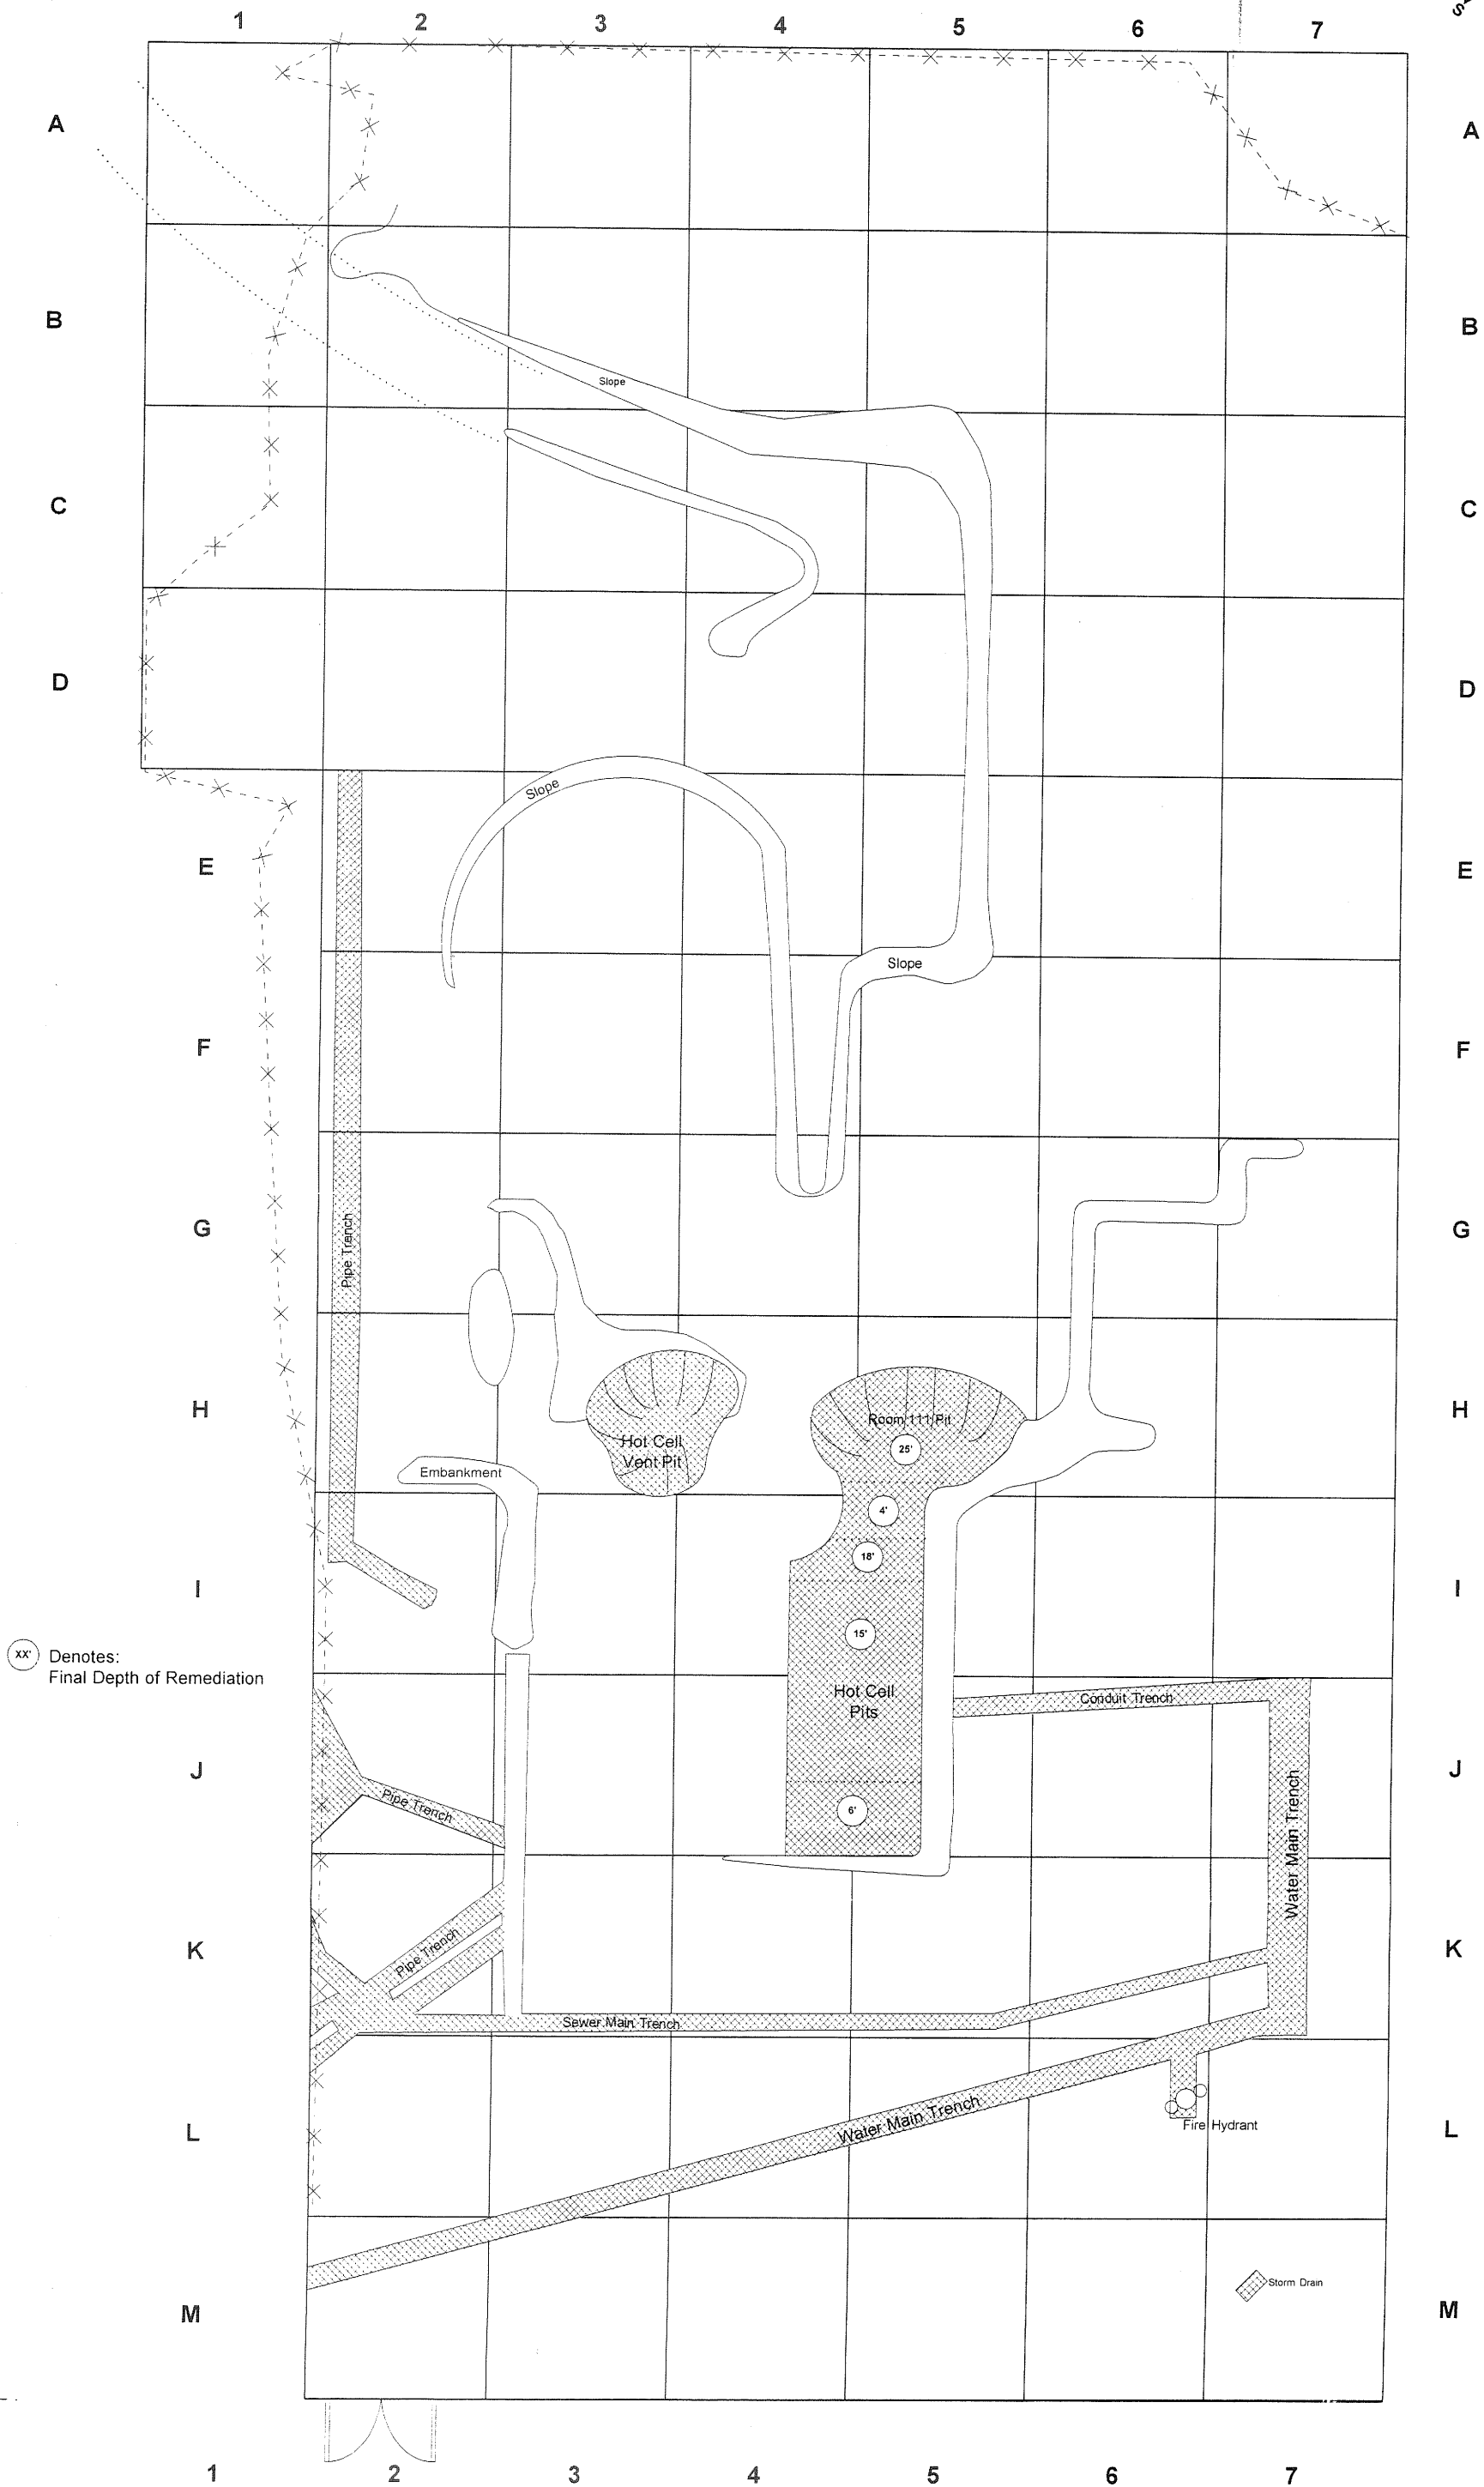 1 2 3 4 5 6 7
S
A A
B B
Slope
C C
D D
Slope
E E
Slope
F F
G G
Pipe Trench
H H
Room 111 Pit
25'
Hot Cell
Vent Pit
Embankment
4'
18'
I I
15'
XX' Denotes:
Final Depth of Remediation
Hot Cell
Pits
Conduit Trench
J J
Pipe Trench
6'
Water Main Trench
K K
Pipe Trench
Sewer Main Trench
Water Main Trench
Fire Hydrant
L L
Storm Drain
M M
1 2 3 4 5 6 7